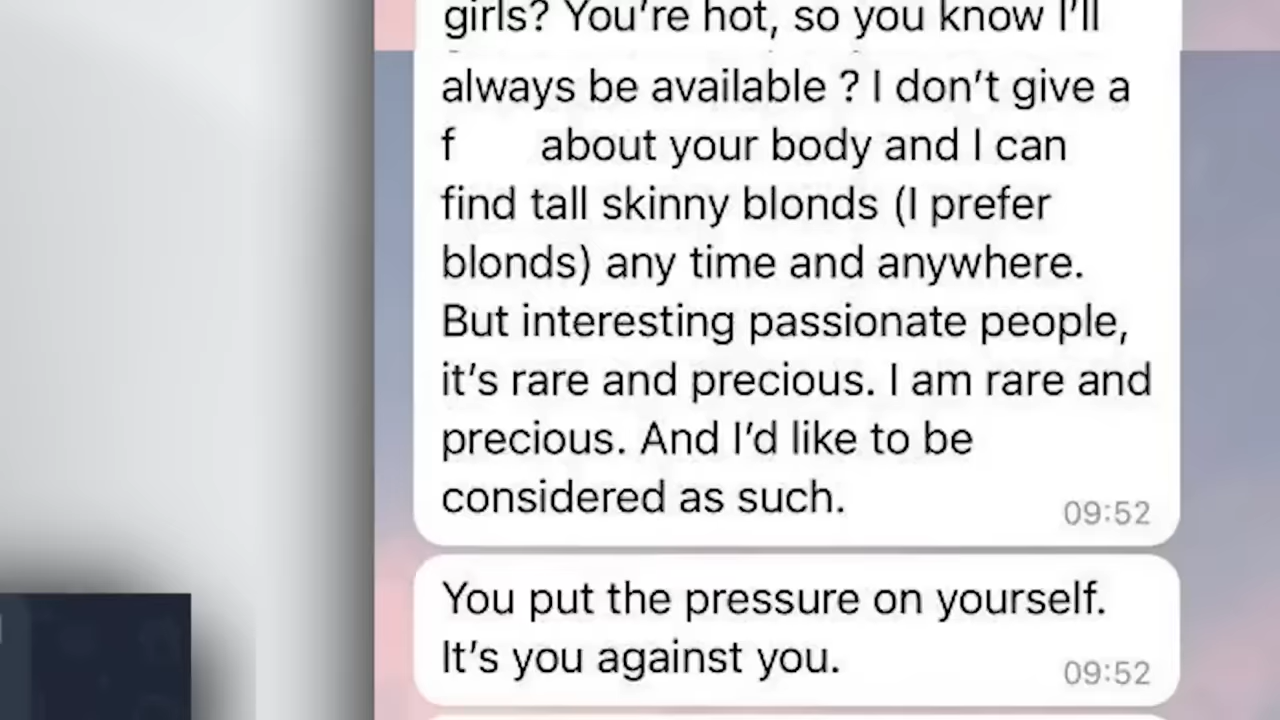 girls? You’re hot, so you know I’ll
always be available ? I don’t give a
f about your body and I can
find tall skinny blonds (I prefer
blonds) any time and anywhere.
But interesting passionate people,
it’s rare and precious. I am rare and
precious. And I’d like to be
considered as such.
09:52
You put the pressure on yourself.
It’s you against you.
09:52